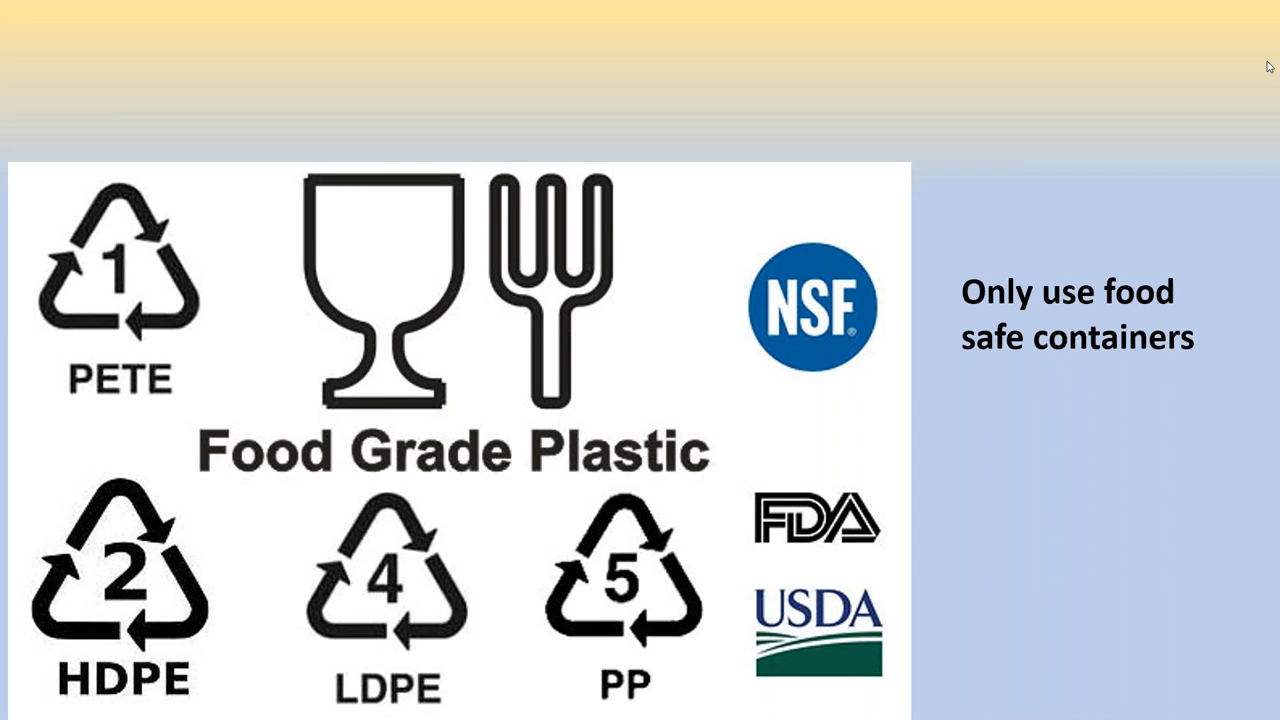 1
PETE
NSF®
Only use food
safe containers
Food Grade Plastic
2
HDPE
4
LDPE
5
PP
FDA
USDA